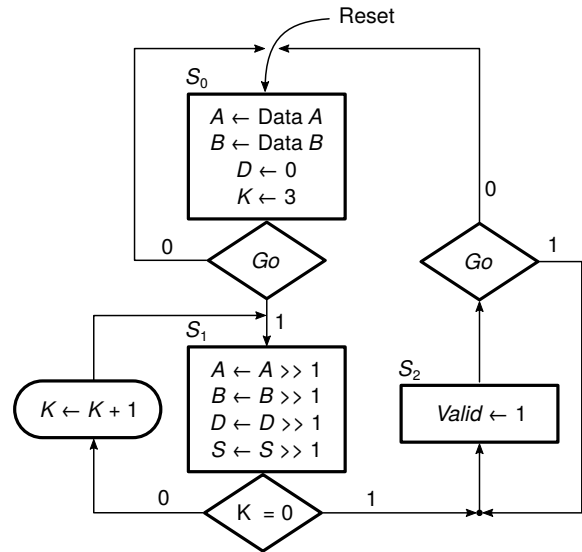 Reset
S0
A ← Data A
B ← Data B
D ← 0
K ← 3
0
0
Go
1
Go
1
S1
A ← A >> 1
B ← B >> 1
D ← D >> 1
S ← S >> 1
K ← K + 1
S2
Valid ← 1
0
K = 0
1